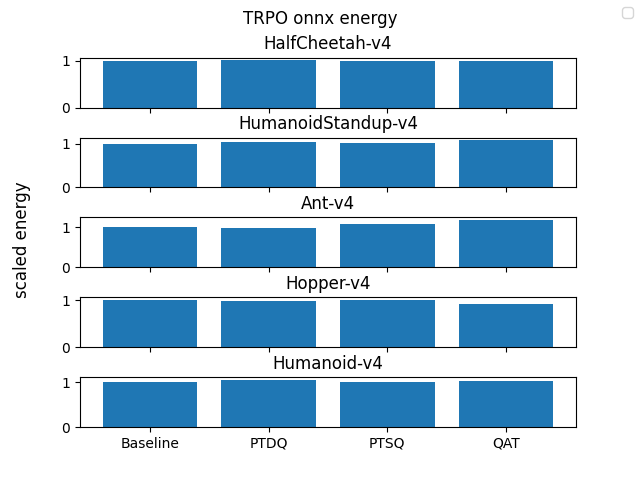 TRPO onnx energy
HalfCheetah-v4
1
0
HumanoidStandup-v4
1
0
Ant-v4
1
0
Hopper-v4
1
0
Humanoid-v4
1
0
Baseline PTDQ PTSQ QAT
scaled energy